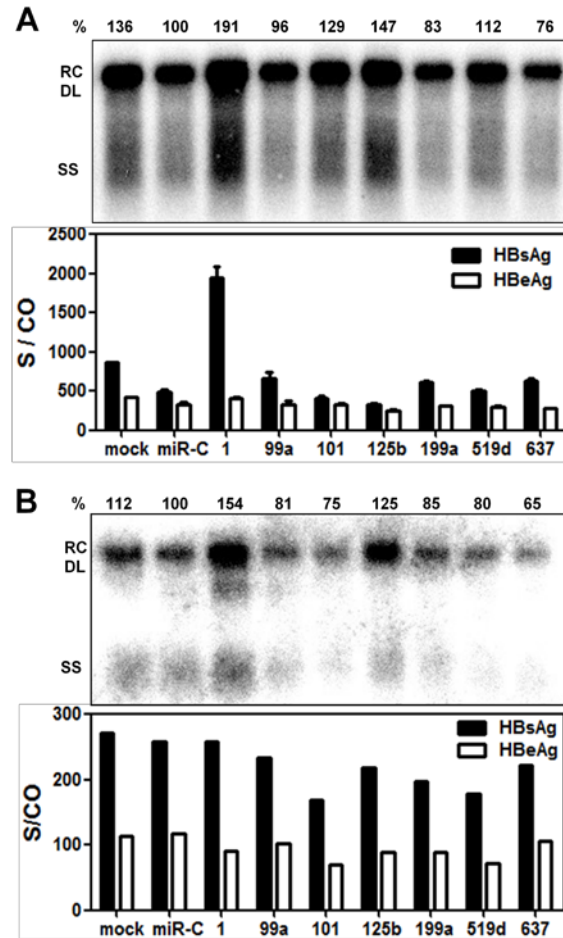 A
% 136 100 191 96 129 147 83 112 76
RC
DL
SS
2500
2000
1500
1000
500
0
S / CO
HBsAg
HBeAg
mock miR-C 1 99a 101 125b 199a 519d 637
B
% 112 100 154 81 75 125 85 80 65
RC
DL
SS
300
200
100
0
S/CO
HBsAg
HBeAg
mock miR-C 1 99a 101 125b 199a 519d 637